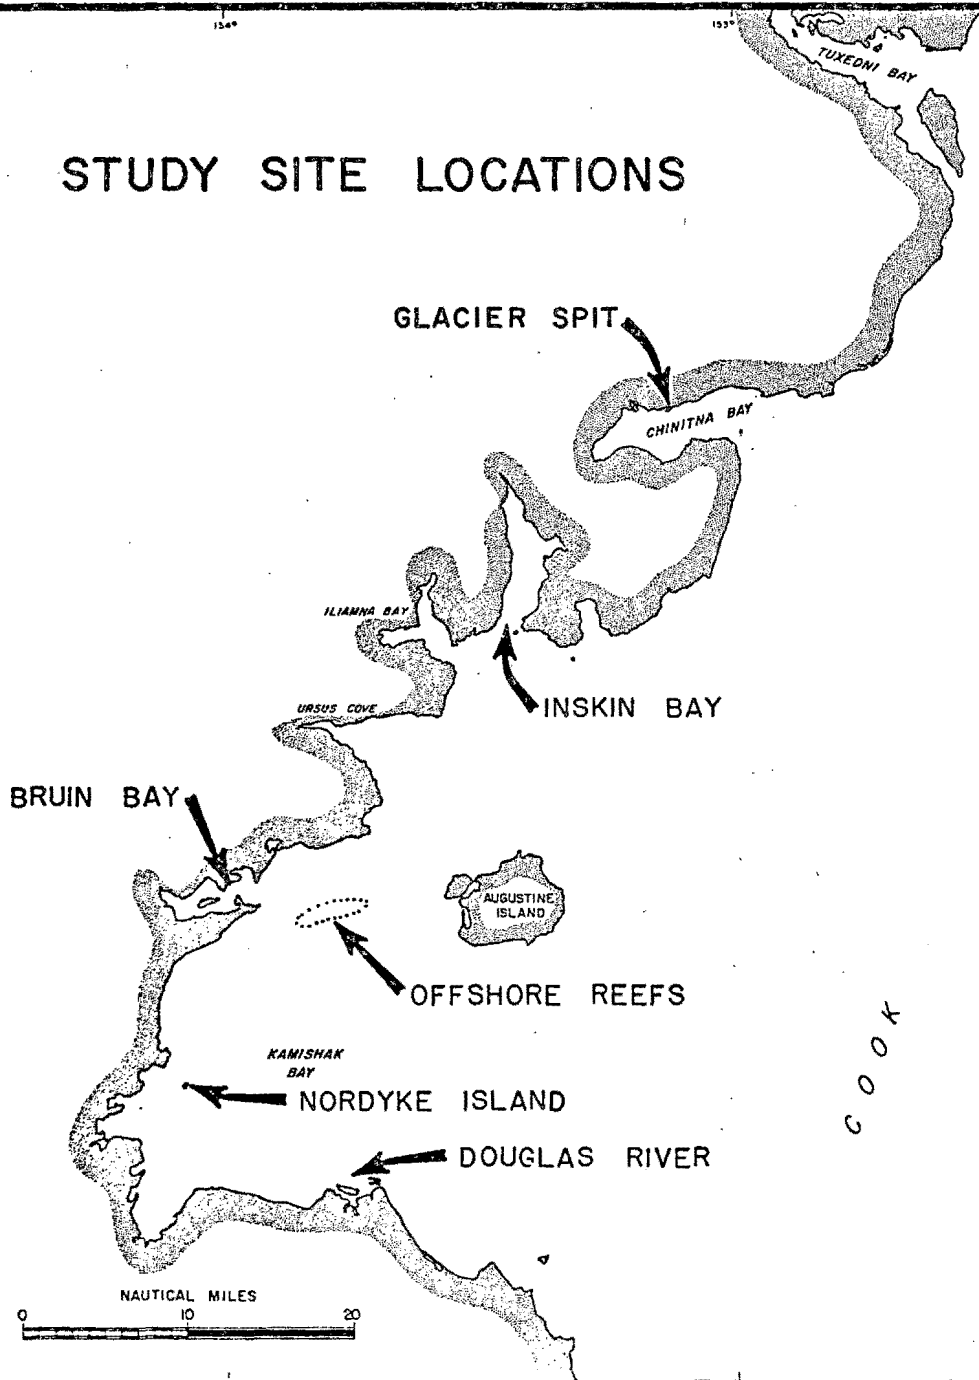 154°
153°
TUXEDNI BAY
STUDY SITE LOCATIONS
GLACIER SPIT
CHINITNA BAY
ILIAMNA BAY
INSKIN BAY
URSUS COVE
BRUIN BAY
AUGUSTINE
ISLAND
OFFSHORE REEFS
COOK
KAMISHAK
BAY
NORDYKE ISLAND
DOUGLAS RIVER
NAUTICAL MILES
0 10 20